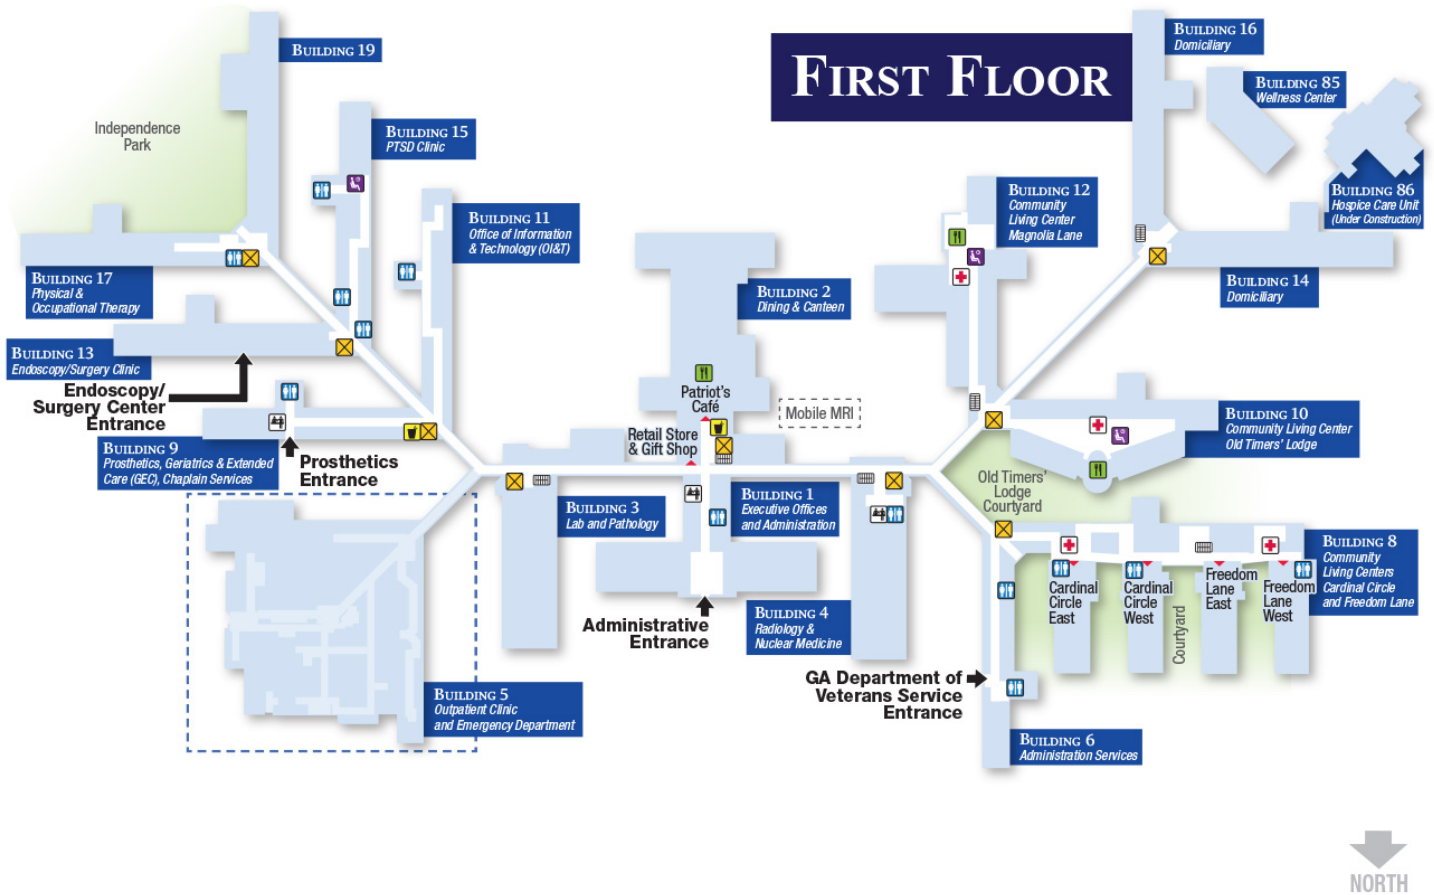 FIRST FLOOR
BUILDING 19
BUILDING 16
Domiciliary
BUILDING 85
Wellness Center
Independence
Park
BUILDING 15
PTSD Clinic
BUILDING 86
Hospice Care Unit
(Under Construction)
BUILDING 12
Community
Living Center
Magnolia Lane
BUILDING 11
Office of Information
& Technology (OI&T)
BUILDING 17
Physical &
Occupational Therapy
BUILDING 2
Dining & Canteen
BUILDING 14
Domiciliary
BUILDING 13
Endoscopy/Surgery Clinic
Endoscopy/
Surgery Center
Entrance
Patriot's
Café
Mobile MRI
BUILDING 10
Community Living Center
Old Timers' Lodge
Retail Store
& Gift Shop
BUILDING 9
Prosthetics, Geriatrics & Extended
Care (GEC), Chaplain Services
Prosthetics
Entrance
Old Timers'
Lodge
Courtyard
BUILDING 3
Lab and Pathology
BUILDING 1
Executive Offices
and Administration
BUILDING 8
Community
Living Centers
Cardinal Circle
and Freedom Lane
Cardinal
Circle
East
Cardinal
Circle
West
Freedom
Lane
East
Freedom
Lane
West
Courtyard
Administrative
Entrance
BUILDING 4
Radiology &
Nuclear Medicine
GA Department of
Veterans Service
Entrance
BUILDING 5
Outpatient Clinic
and Emergency Department
BUILDING 6
Administration Services
NORTH